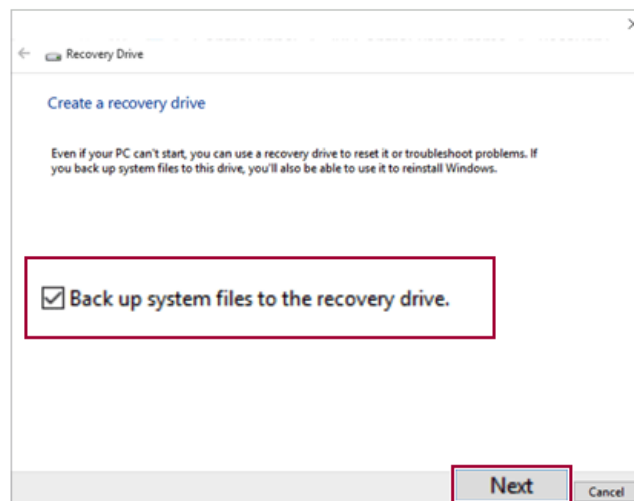 Recovery Drive
Create a recovery drive
Even if your PC can't start, you can use a recovery drive to reset it or troubleshoot problems. If
you back up system files to this drive, you'll also be able to use it to reinstall Windows.
Back up system files to the recovery drive.
Next
Cancel